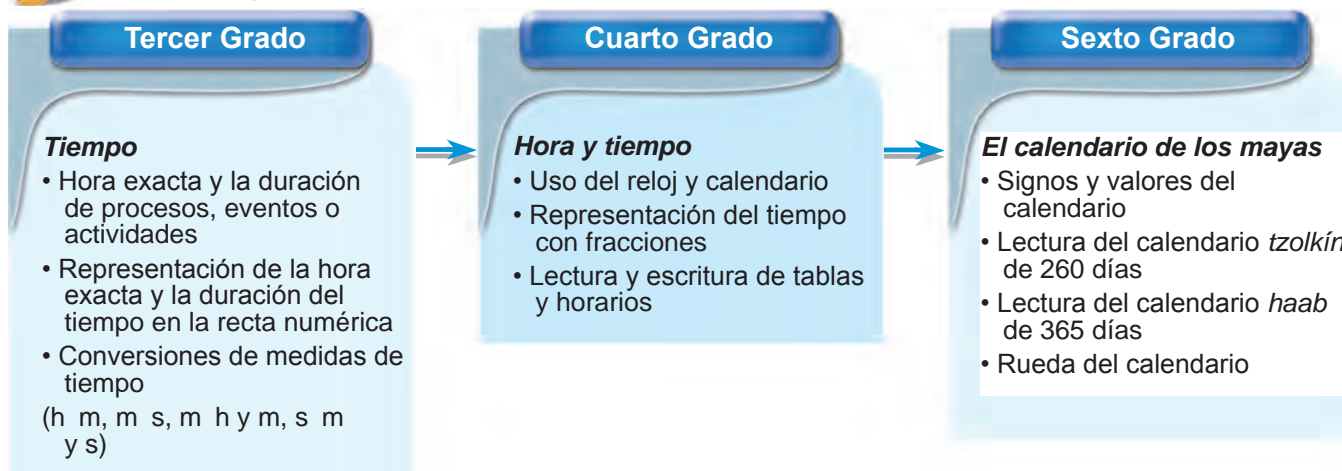 Tercer Grado
Tiempo
• Hora exacta y la duración
de procesos, eventos o
actividades
• Representación de la hora
exacta y la duración del
tiempo en la recta numérica
• Conversiones de medidas de
tiempo
(h m, m s, m h y m, s m
y s)
Cuarto Grado
Hora y tiempo
• Uso del reloj y calendario
• Representación del tiempo
con fracciones
• Lectura y escritura de tablas
y horarios
Sexto Grado
El calendario de los mayas
• Signos y valores del
calendario
• Lectura del calendario tzolkín
de 260 días
• Lectura del calendario haab
de 365 días
• Rueda del calendario